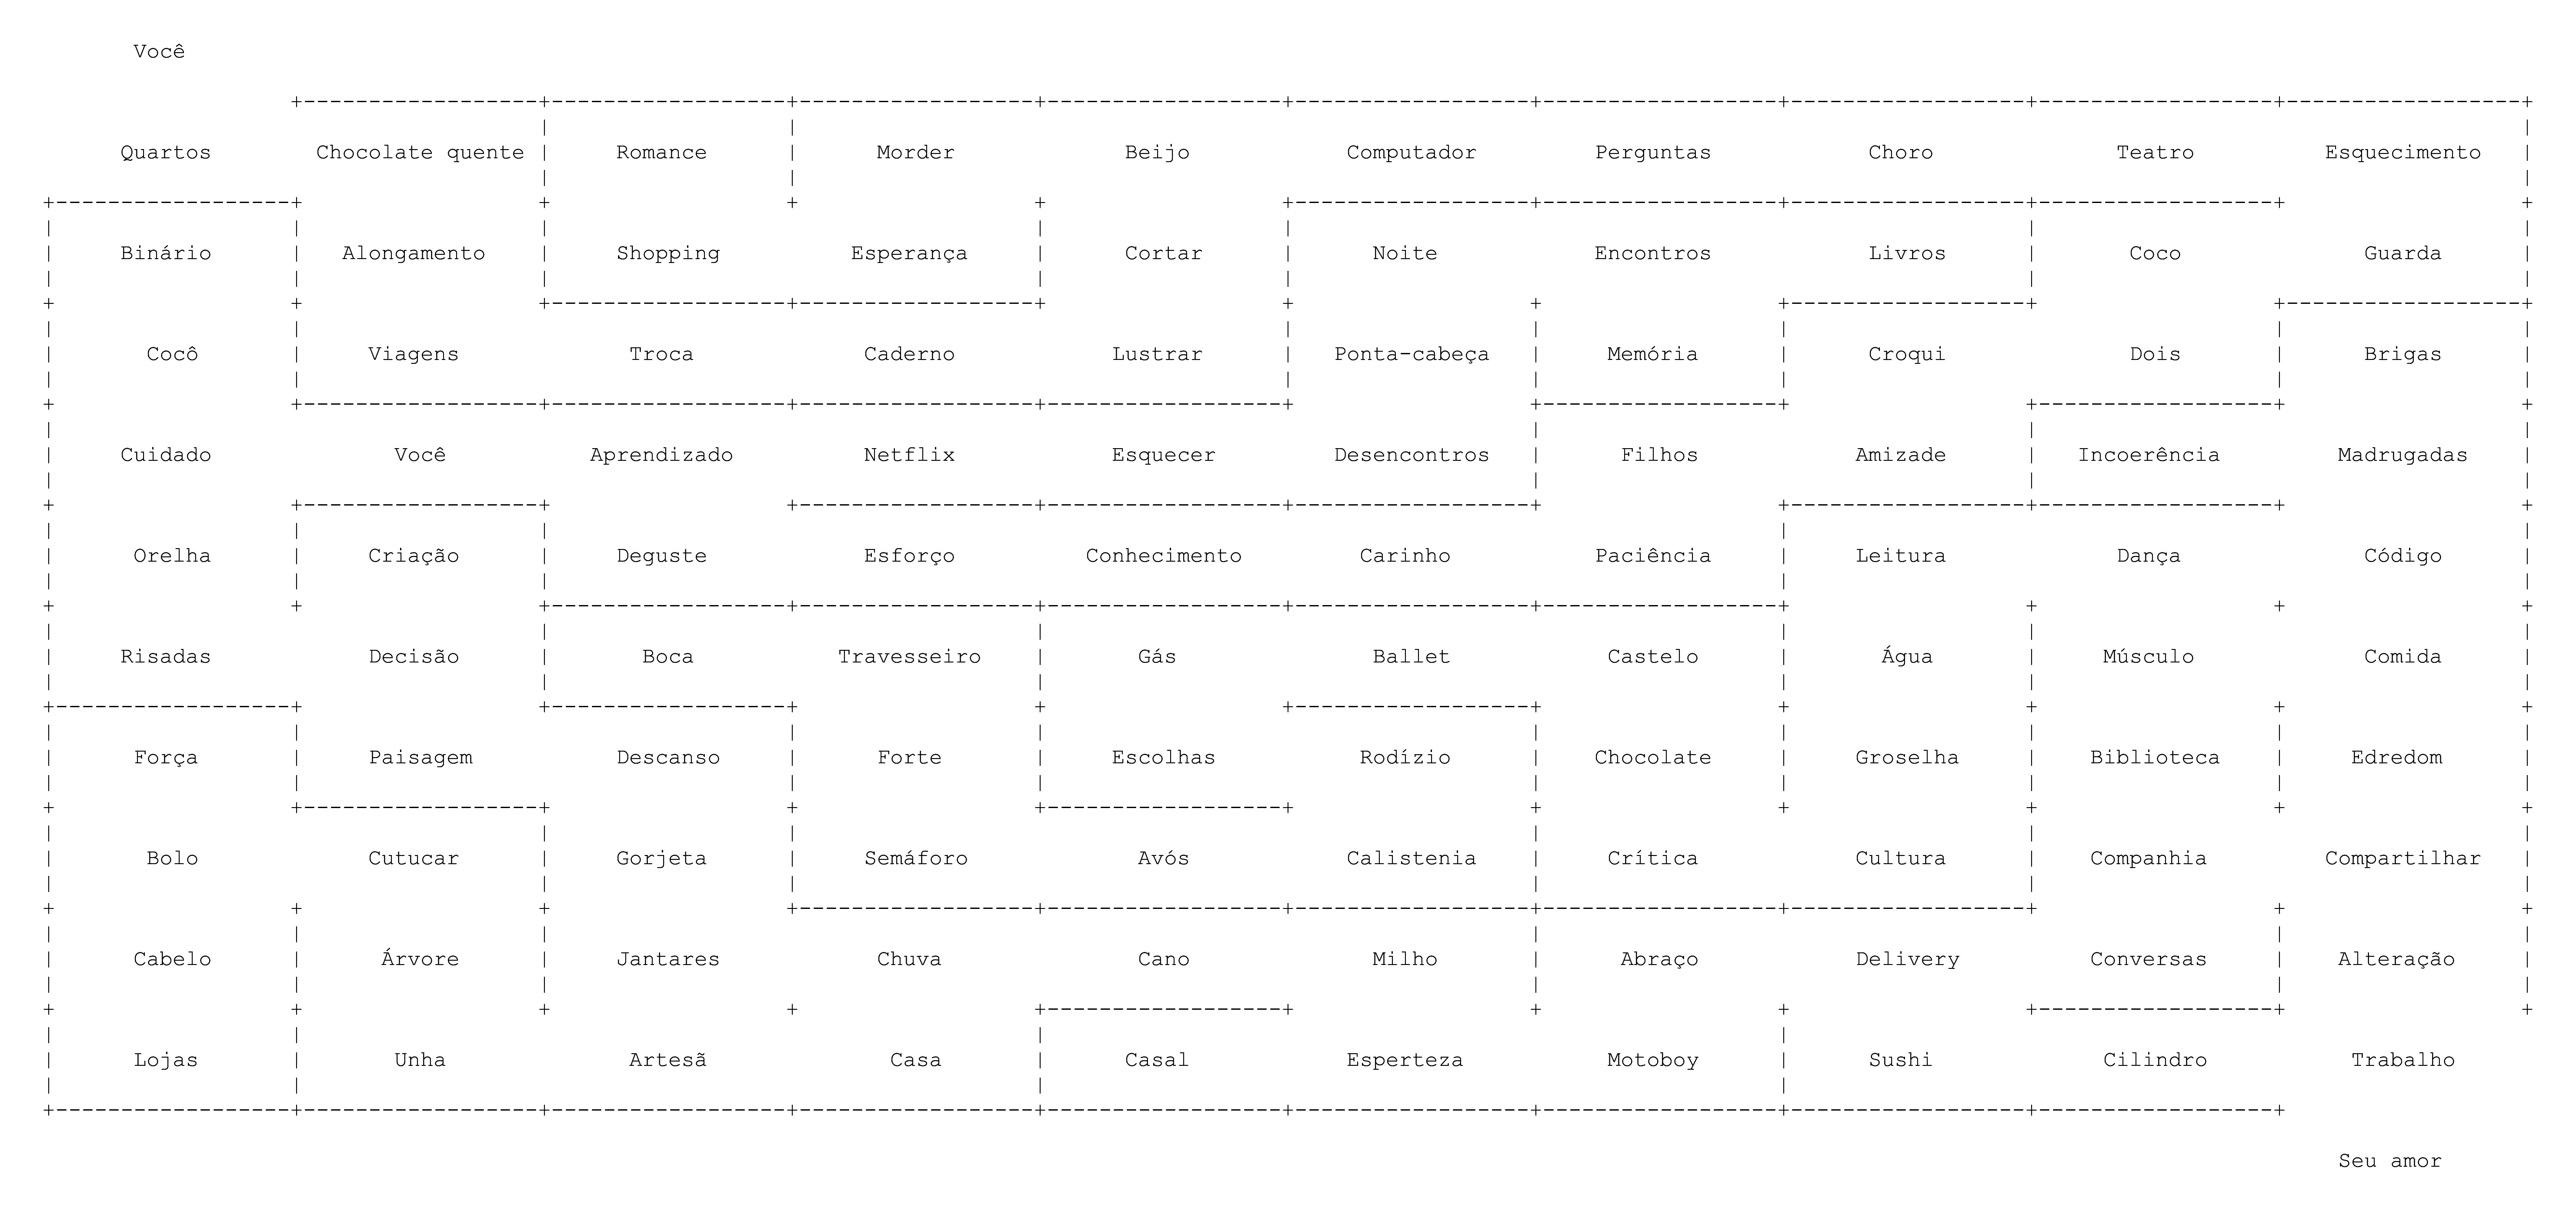 Você
Quartos Chocolate quente Romance Morder Beijo Computador Perguntas Choro Teatro Esquecimento
Binário Alongamento Shopping Esperança Cortar Noite Encontros Livros Coco Guarda
Cocô Viagens Troca Caderno Lustrar Ponta-cabeça Memória Croqui Dois Brigas
Cuidado Você Aprendizado Netflix Esquecer Desencontros Filhos Amizade Incoerência Madrugadas
Orelha Criação Deguste Esforço Conhecimento Carinho Paciência Leitura Dança Código
Risadas Decisão Boca Travesseiro Gás Ballet Castelo Água Músculo Comida
Força Paisagem Descanso Forte Escolhas Rodízio Chocolate Groselha Biblioteca Edredom
Bolo Cutucar Gorjeta Semáforo Avós Calistenia Crítica Cultura Companhia Compartilhar
Cabelo Árvore Jantares Chuva Cano Milho Abraço Delivery Conversas Alteração
Lojas Unha Artesã Casa Casal Esperteza Motoboy Sushi Cilindro Trabalho
Seu amor